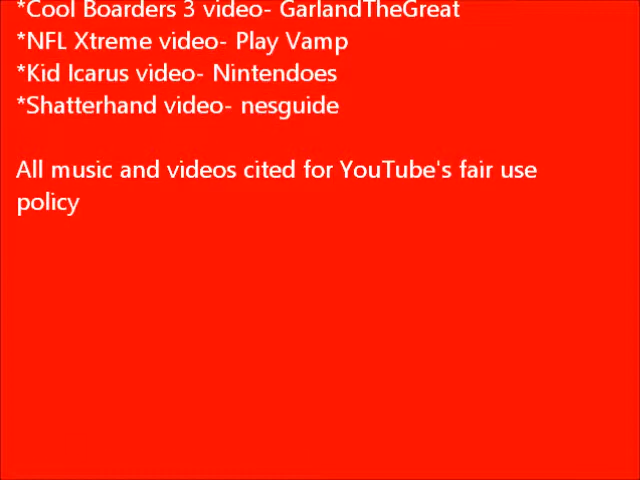 *Cool Boarders 3 video- GarlandTheGreat
*NFL Xtreme video- Play Vamp
*Kid Icarus video- Nintendoes
*Shatterhand video- nesguide
All music and videos cited for YouTube's fair use
policy